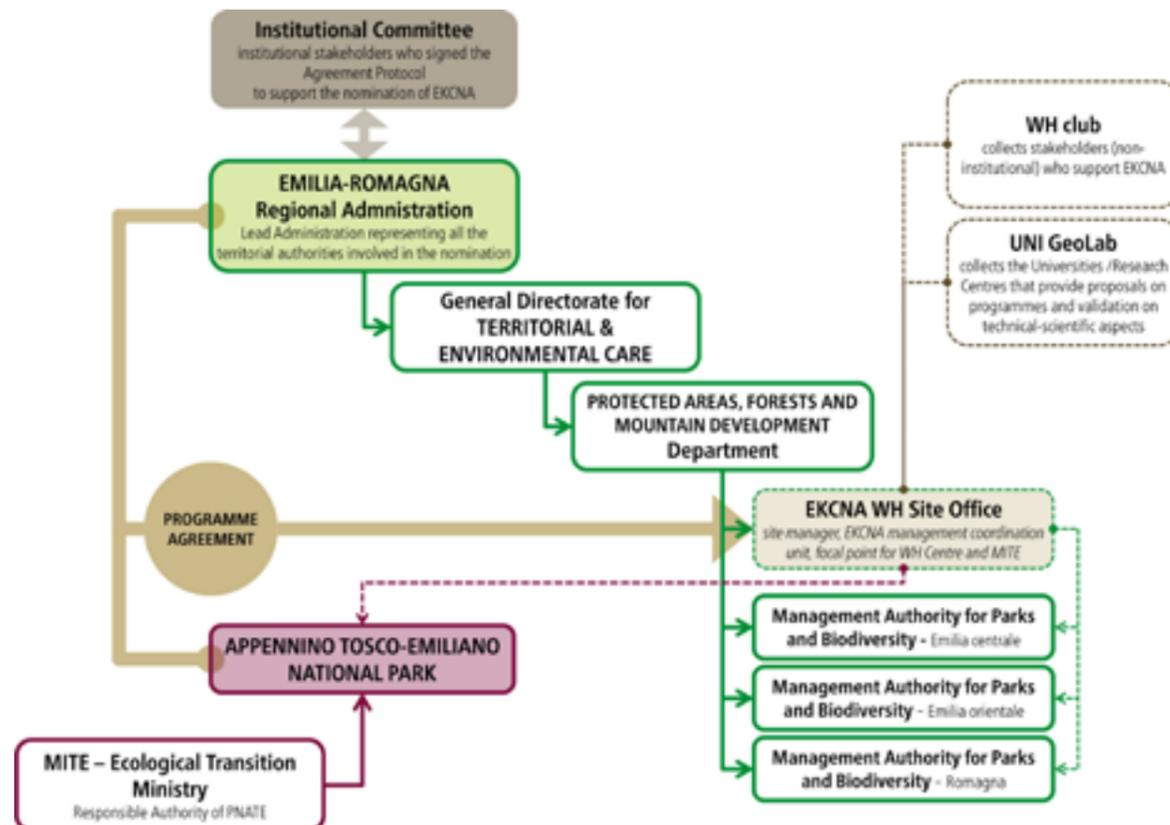 Institutional Committee
institutional stakeholders who signed the
Agreement Protocol
to support the nomination of EKCNA
EMILIA-ROMAGNA
Regional Admnistration
Lead Administration representing all the
territorial authorities involved in the nomination
General Directorate for
TERRITORIAL &
ENVIRONMENTAL CARE
PROTECTED AREAS, FORESTS AND
MOUNTAIN DEVELOPMENT
Department
WH club
collects stakeholders (non-
institutional) who support EKCNA
UNI GeoLab
collects the Universities /Research
Centres that provide proposals on
programmes and validation on
technical-scientific aspects
PROGRAMME
AGREEMENT
EKCNA WH Site Office
site manager, EKCNA management coordination
unit, focal point for WH Centre and MITE
APPENNINO TOSCO-EMILIANO
NATIONAL PARK
MITE – Ecological Transition
Ministry
Responsible Authority of PNATE
Management Authority for Parks
and Biodiversity - Emilia centrale
Management Authority for Parks
and Biodiversity - Emilia orientale
Management Authority for Parks
and Biodiversity - Romagna